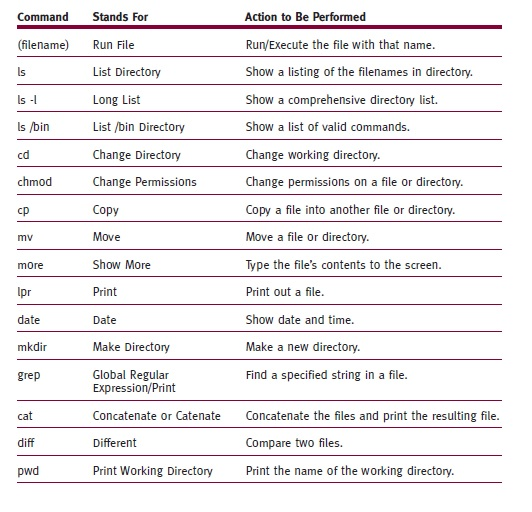 Command Stands For Action to Be Performed
(filename) Run File Run/Execute the file with that name.
ls List Directory Show a listing of the filenames in directory.
ls -l Long List Show a comprehensive directory list.
ls /bin List /bin Directory Show a list of valid commands.
cd Change Directory Change working directory.
chmod Change Permissions Change permissions on a file or directory.
cp Copy Copy a file into another file or directory.
mv Move Move a file or directory.
more Show More Type the file's contents to the screen.
lpr Print Print out a file.
date Date Show date and time.
mkdir Make Directory Make a new directory.
grep Global Regular Find a specified string in a file.
Expression/Print
cat Concatenate or Catenate Concatenate the files and print the resulting file.
diff Different Compare two files.
pwd Print Working Directory Print the name of the working directory.